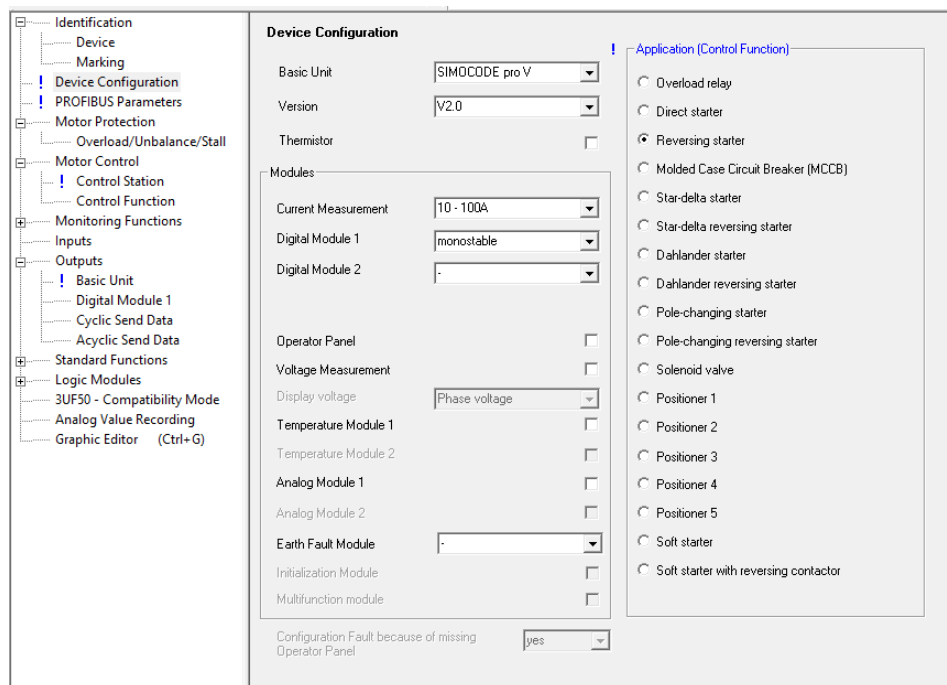 Identification
Device
Marking
! Device Configuration
! PROFIBUS Parameters
Motor Protection
Overload/Unbalance/Stall
Motor Control
! Control Station
Control Function
Monitoring Functions
Inputs
Outputs
! Basic Unit
Digital Module 1
Cyclic Send Data
Acyclic Send Data
Standard Functions
Logic Modules
3UF50 - Compatibility Mode
Analog Value Recording
Graphic Editor (Ctrl+G)
Device Configuration
Basic Unit SIMOCODE pro V
Version V2.0
Thermistor
Modules
Current Measurement 10 - 100A
Digital Module 1 monostable
Digital Module 2 -
Operator Panel
Voltage Measurement
Display voltage Phase voltage
Temperature Module 1
Temperature Module 2
Analog Module 1
Analog Module 2
Earth Fault Module -
Initialization Module
Multifunction module
Configuration Fault because of missing yes
Operator Panel
! Application (Control Function)
Overload relay
Direct starter
Reversing starter
Molded Case Circuit Breaker (MCCB)
Star-delta starter
Star-delta reversing starter
Dahlander starter
Dahlander reversing starter
Pole-changing starter
Pole-changing reversing starter
Solenoid valve
Positioner 1
Positioner 2
Positioner 3
Positioner 4
Positioner 5
Soft starter
Soft starter with reversing contactor